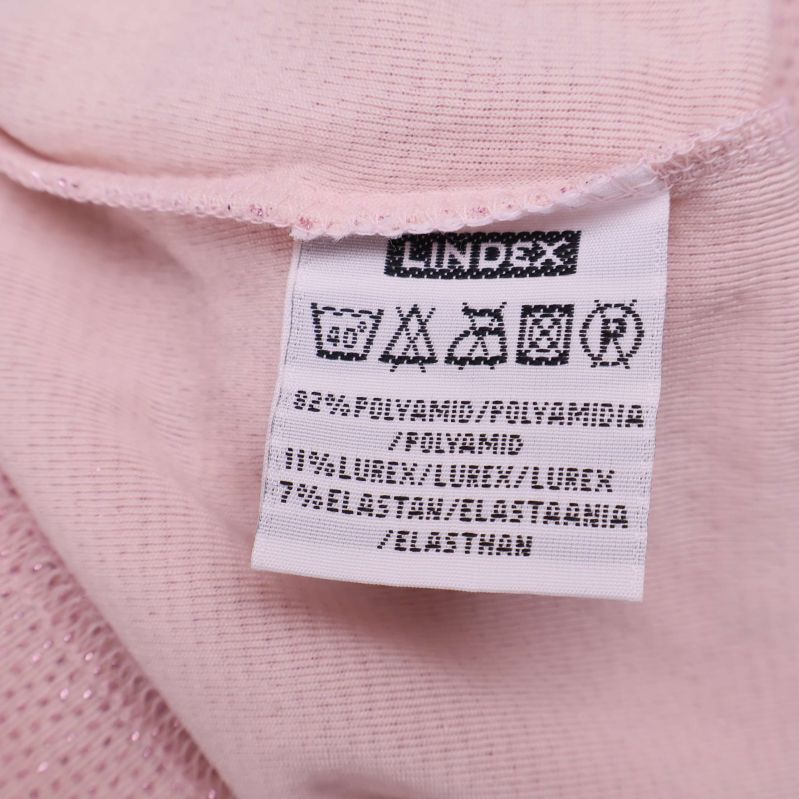 LINDEX
40° P
82%POLYAMID/POLYAMIDIA
/POLYAMID
11%LUREX/LUREX/LUREX
7%ELASTAN/ELASTAANIA
/ELASTHAN